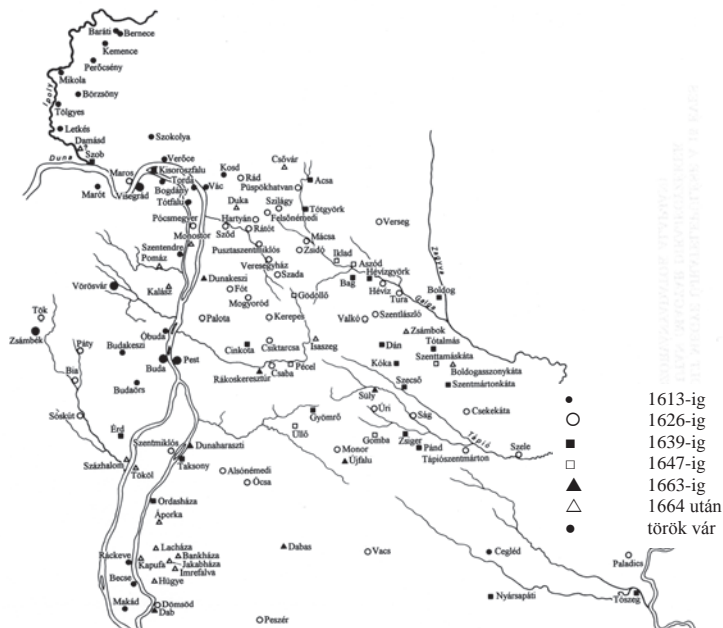 Baráti
Bernece
Kemence
Perőcsény
Mikola
Börzsöny
Ipoly
Tölgyes
Letkés
Damásd
Szob
Szokolya
Duna
Verőce
Kisoroszfalu
Maros
Torda
Marót
Visegrád
Bogdány
Vác
Tótfalu
Kosd
Rád
Csővár
Püspökhatvan
Acsa
Duka
Szilágy
Tótgyörk
Pócsmegyer
Hartyán
Felsőnémedi
Monostor
Sződ
Rátót
Verseg
Mácsa
Szentendre
Pusztaszentmiklós
Zsidó
Zagyva
Pomáz
Veresegyház
Iklad
Aszód
Dunakeszi
Szada
Hévízgyörk
Vörösvár
Kalász
Fót
Bag
Hévíz
Galga
Boldog
Mogyoród
Gödöllő
Tura
Tök
Palota
Kerepes
Valkó
Szentlászló
Zsámbék
Óbuda
Zsámbok
Páty
Budakeszi
Cinkota
Csiktarcsa
Isaszeg
Dán
Tótalmás
Buda
Pest
Szenttamáskáta
Bia
Rákoskeresztúr
Csaba
Pécel
Kóka
Boldogasszonykáta
Budaörs
Szecső
Szentmártonkáta
Süly
Sóskút
Gyömrő
Úri
Ság
Csekekáta
Érd
Szentmiklós
Dunaharaszti
Üllő
Gomba
Zsiger
Tápió
Monor
Pánd
Szele
Százhalom
Taksony
Újfalu
Tápiószentmárton
Tököl
Alsónémedi
Ócsa
Ordasháza
Áporka
Lacháza
Bankháza
Dabas
Vacs
Cegléd
Paladics
Ráckeve
Kapufa
Jakabháza
Imrefalva
Becse
Hügye
Nyársapáti
Tószeg
Makád
Dömsöd
Dab
Peszér
1613-ig
1626-ig
1639-ig
1647-ig
1663-ig
1664 után
török vár